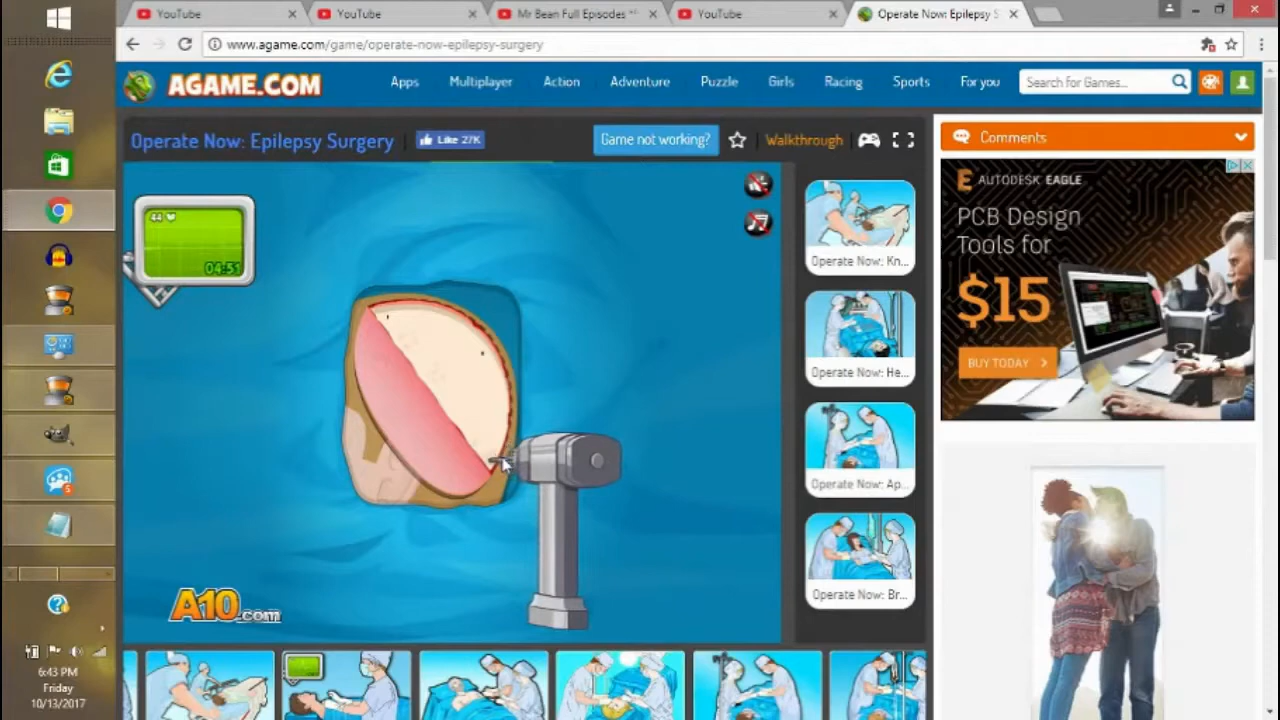 YouTube
YouTube
Mr Bean Full Episodes
YouTube
Operate Now: Epilepsy S
www.agame.com/game/operate-now-epilepsy-surgery
AGAME.COM
Apps
Multiplayer
Action
Adventure
Puzzle
Girls
Racing
Sports
For you
Search for Games...
Operate Now: Epilepsy Surgery
Like 27K
Game not working?
Walkthrough
Comments
44
04:51
A10.com
Operate Now: Kn...
Operate Now: He...
Operate Now: Ap...
Operate Now: Br...
AUTODESK EAGLE
PCB Design
Tools for
$15
BUY TODAY
5
6:43 PM
Friday
10/13/2017